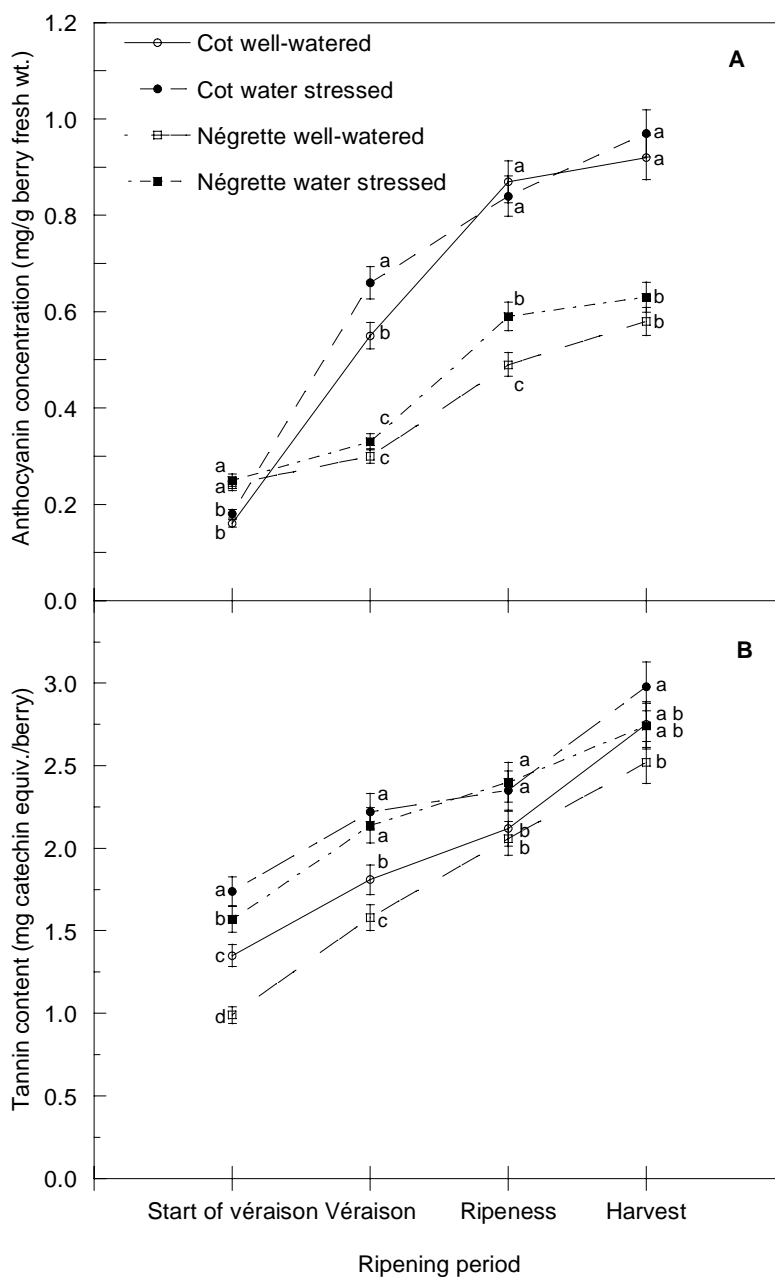 1.2
Cot well-watered
A
Cot water stressed
1.0
a
a
Négrette well-watered
a
a
Négrette water stressed
0.8
a
b
0.6
b
b
b
c
0.4
c
c
a
a
b
0.2
b
0.0
Anthocyanin concentration (mg/g berry fresh wt.)
B
3.0
a
a b
a b
2.5
a
a
b
a
a
2.0
b
b
b
a
b
1.5
c
c
1.0
d
0.5
0.0
Tannin content (mg catechin equiv./berry)
Start of véraison Véraison Ripeness Harvest
Ripening period